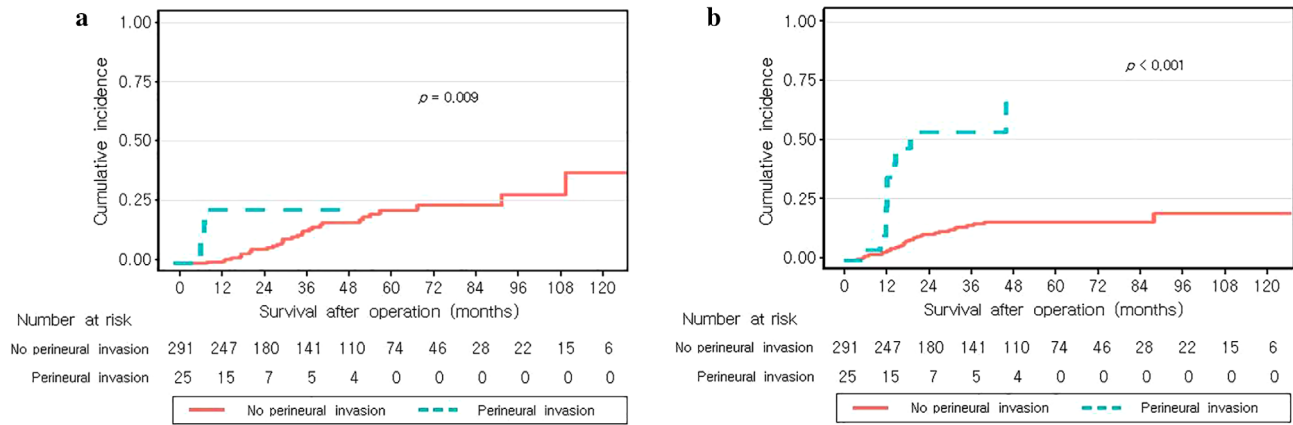 a
1.00
0.75
0.50
0.25
0.00
Cumulative incidence
p = 0.009
0 12 24 36 48 60 72 84 96 108 120
Survival after operation (months)
Number at risk
No perineural invasion 291 247 180 141 110 74 46 28 22 15 6
Perineural invasion 25 15 7 5 4 0 0 0 0 0 0
No perineural invasion Perineural invasion
b
1.00
0.75
0.50
0.25
0.00
Cumulative incidence
p < 0.001
0 12 24 36 48 60 72 84 96 108 120
Survival after operation (months)
Number at risk
No perineural invasion 291 247 180 141 110 74 46 28 22 15 6
Perineural invasion 25 15 7 5 4 0 0 0 0 0 0
No perineural invasion Perineural invasion